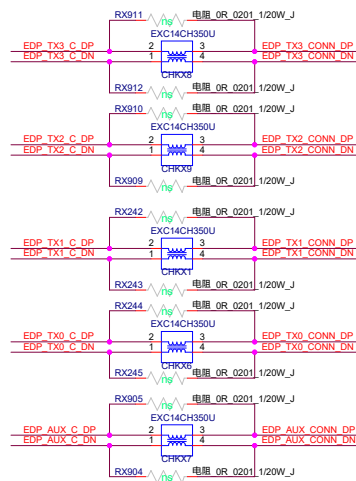 RX911 ns 电阻_0R_0201_1/20W_J
EXC14CH350U
EDP_TX3_C_DP 2 3 EDP_TX3_CONN_DP
EDP_TX3_C_DN 1 4 EDP_TX3_CONN_DN
CHKX8
RX912 ns 电阻_0R_0201_1/20W_J
RX910 ns 电阻_0R_0201_1/20W_J
EXC14CH350U
EDP_TX2_C_DP 2 3 EDP_TX2_CONN_DP
EDP_TX2_C_DN 1 4 EDP_TX2_CONN_DN
CHKX9
RX909 ns 电阻_0R_0201_1/20W_J
RX242 ns 电阻_0R_0201_1/20W_J
EXC14CH350U
EDP_TX1_C_DP 2 3 EDP_TX1_CONN_DP
EDP_TX1_C_DN 1 4 EDP_TX1_CONN_DN
CHKX1
RX243 ns 电阻_0R_0201_1/20W_J
RX244 ns 电阻_0R_0201_1/20W_J
EXC14CH350U
EDP_TX0_C_DP 2 3 EDP_TX0_CONN_DP
EDP_TX0_C_DN 1 4 EDP_TX0_CONN_DN
CHKX6
RX245 ns 电阻_0R_0201_1/20W_J
RX905 ns 电阻_0R_0201_1/20W_J
EXC14CH350U
EDP_AUX_C_DP 2 3 EDP_AUX_CONN_DP
EDP_AUX_C_DN 1 4 EDP_AUX_CONN_DN
CHKX7
RX904 ns 电阻_0R_0201_1/20W_J